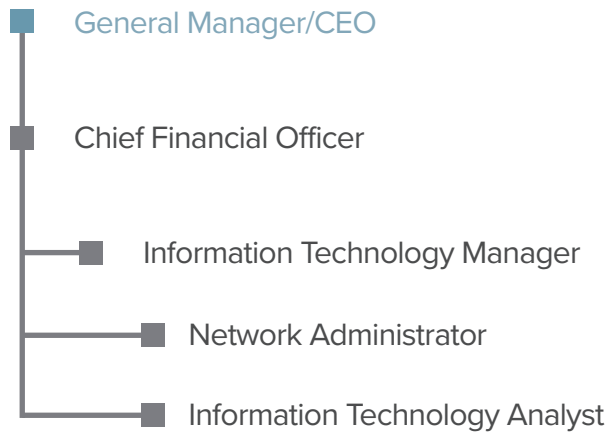 General Manager/CEO
Chief Financial Officer
Information Technology Manager
Network Administrator
Information Technology Analyst